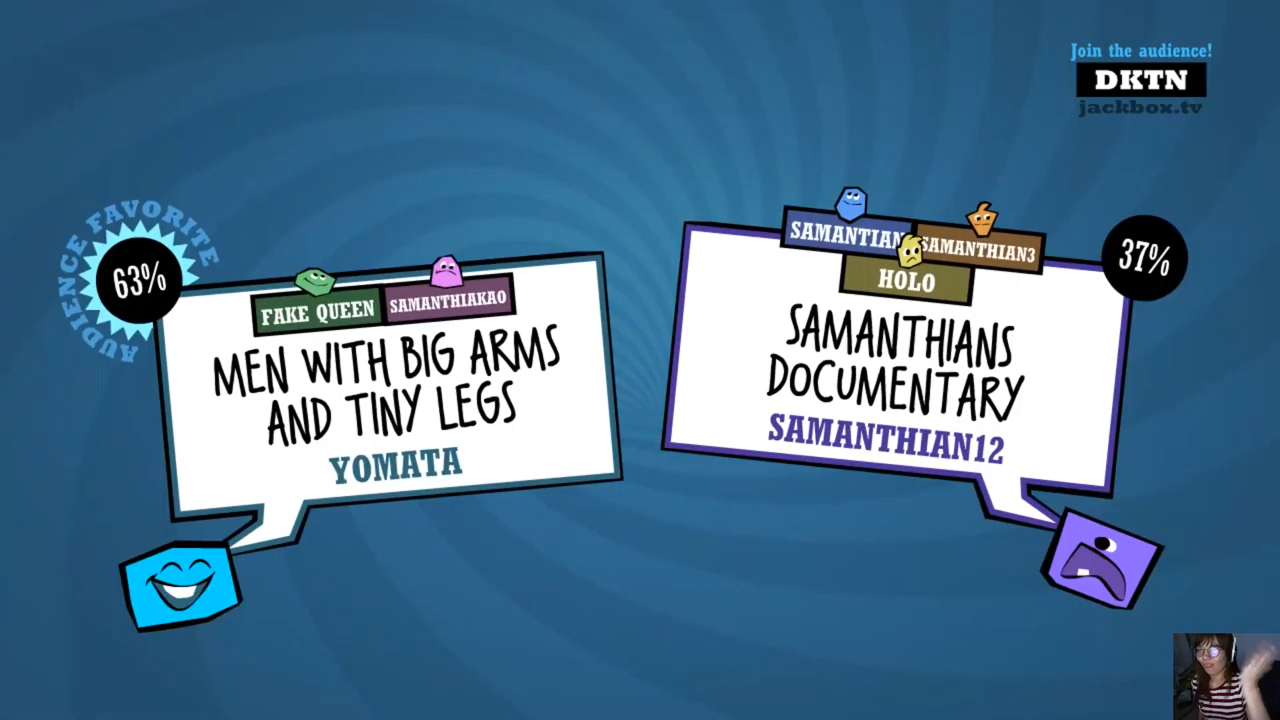 Join the audience!
DKTN
jackbox.tv
AUDIENCE FAVORITE
63%
FAKE QUEEN
SAMANTHIAKAO
MEN WITH BIG ARMS
AND TINY LEGS
YOMATA
SAMANTIAN
SAMANTHIAN3
HOLO
37%
SAMANTHIANS
DOCUMENTARY
SAMANTHIAN12